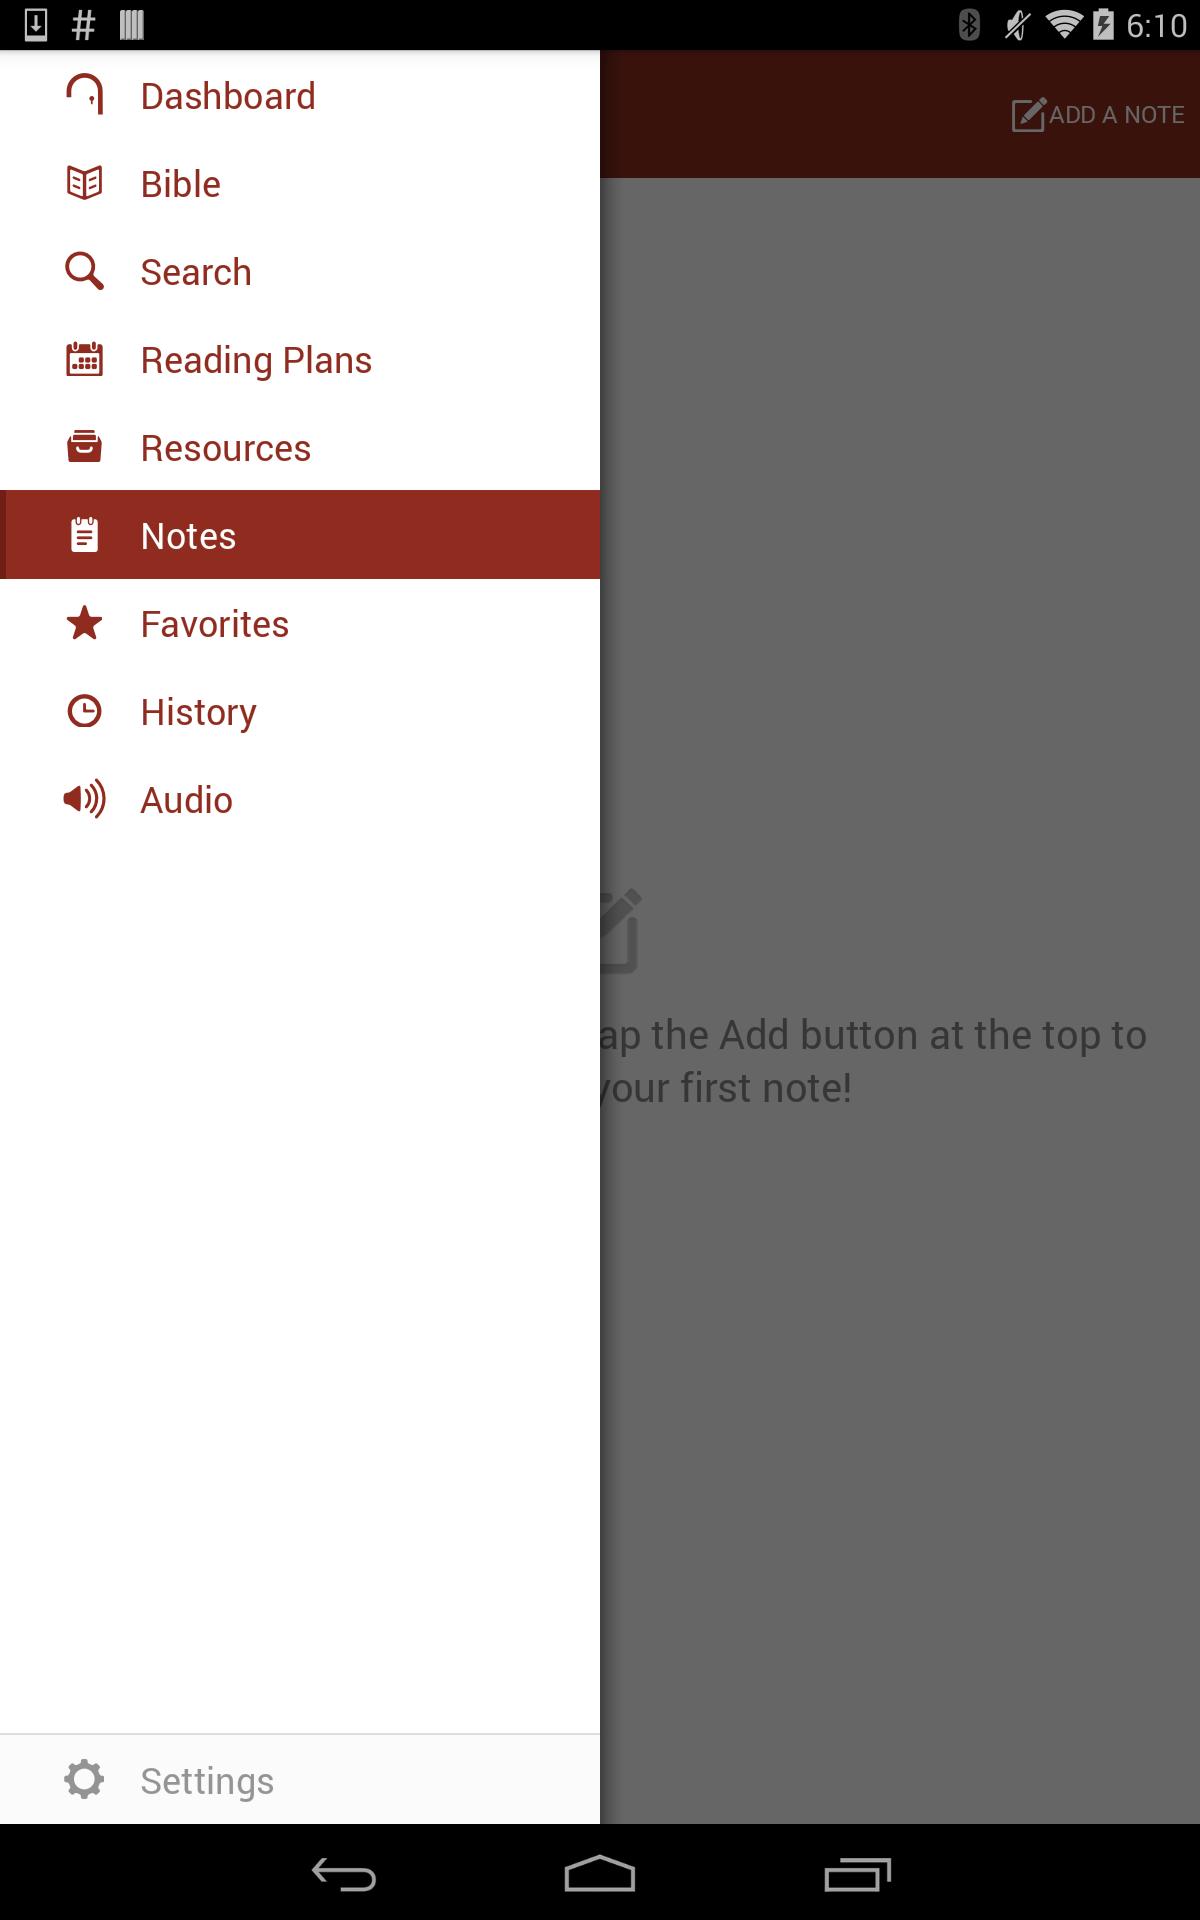 6:10
Dashboard
ADD A NOTE
Bible
Search
Reading Plans
Resources
Notes
Favorites
History
Audio
the Add button at the top to
your first note!
Settings